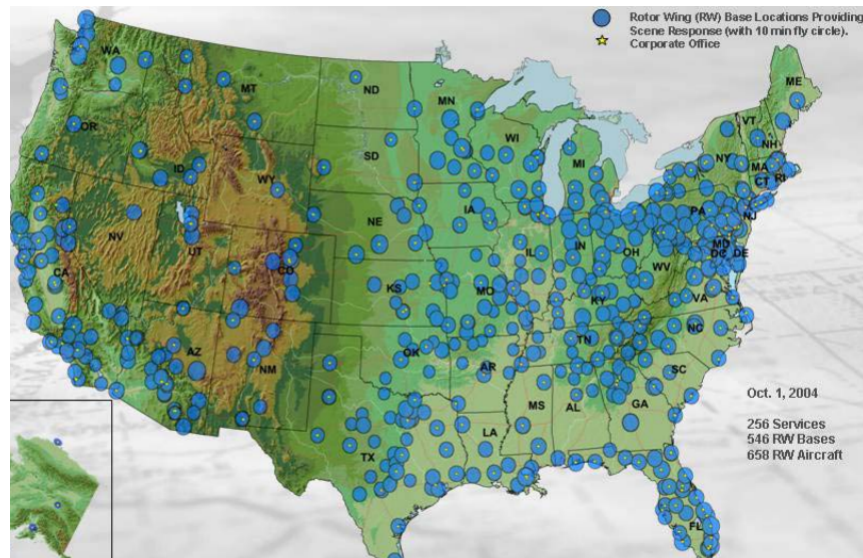 Rotor Wing (RW) Base Locations Providing
Scene Response (with 10 min fly circle).
Corporate Office
WA
MT
ND
MN
ME
VT
OR
NH
WI
NY
MA
ID
SD
MI
CT
RI
WY
IA
PA
NJ
NE
NV
IL
IN
OH
MD
DE
DC
UT
CO
WV
CA
KS
MO
VA
KY
NC
TN
AZ
OK
NM
AR
SC
MS
AL
GA
LA
TX
FL
Oct. 1, 2004
256 Services
546 RW Bases
658 RW Aircraft